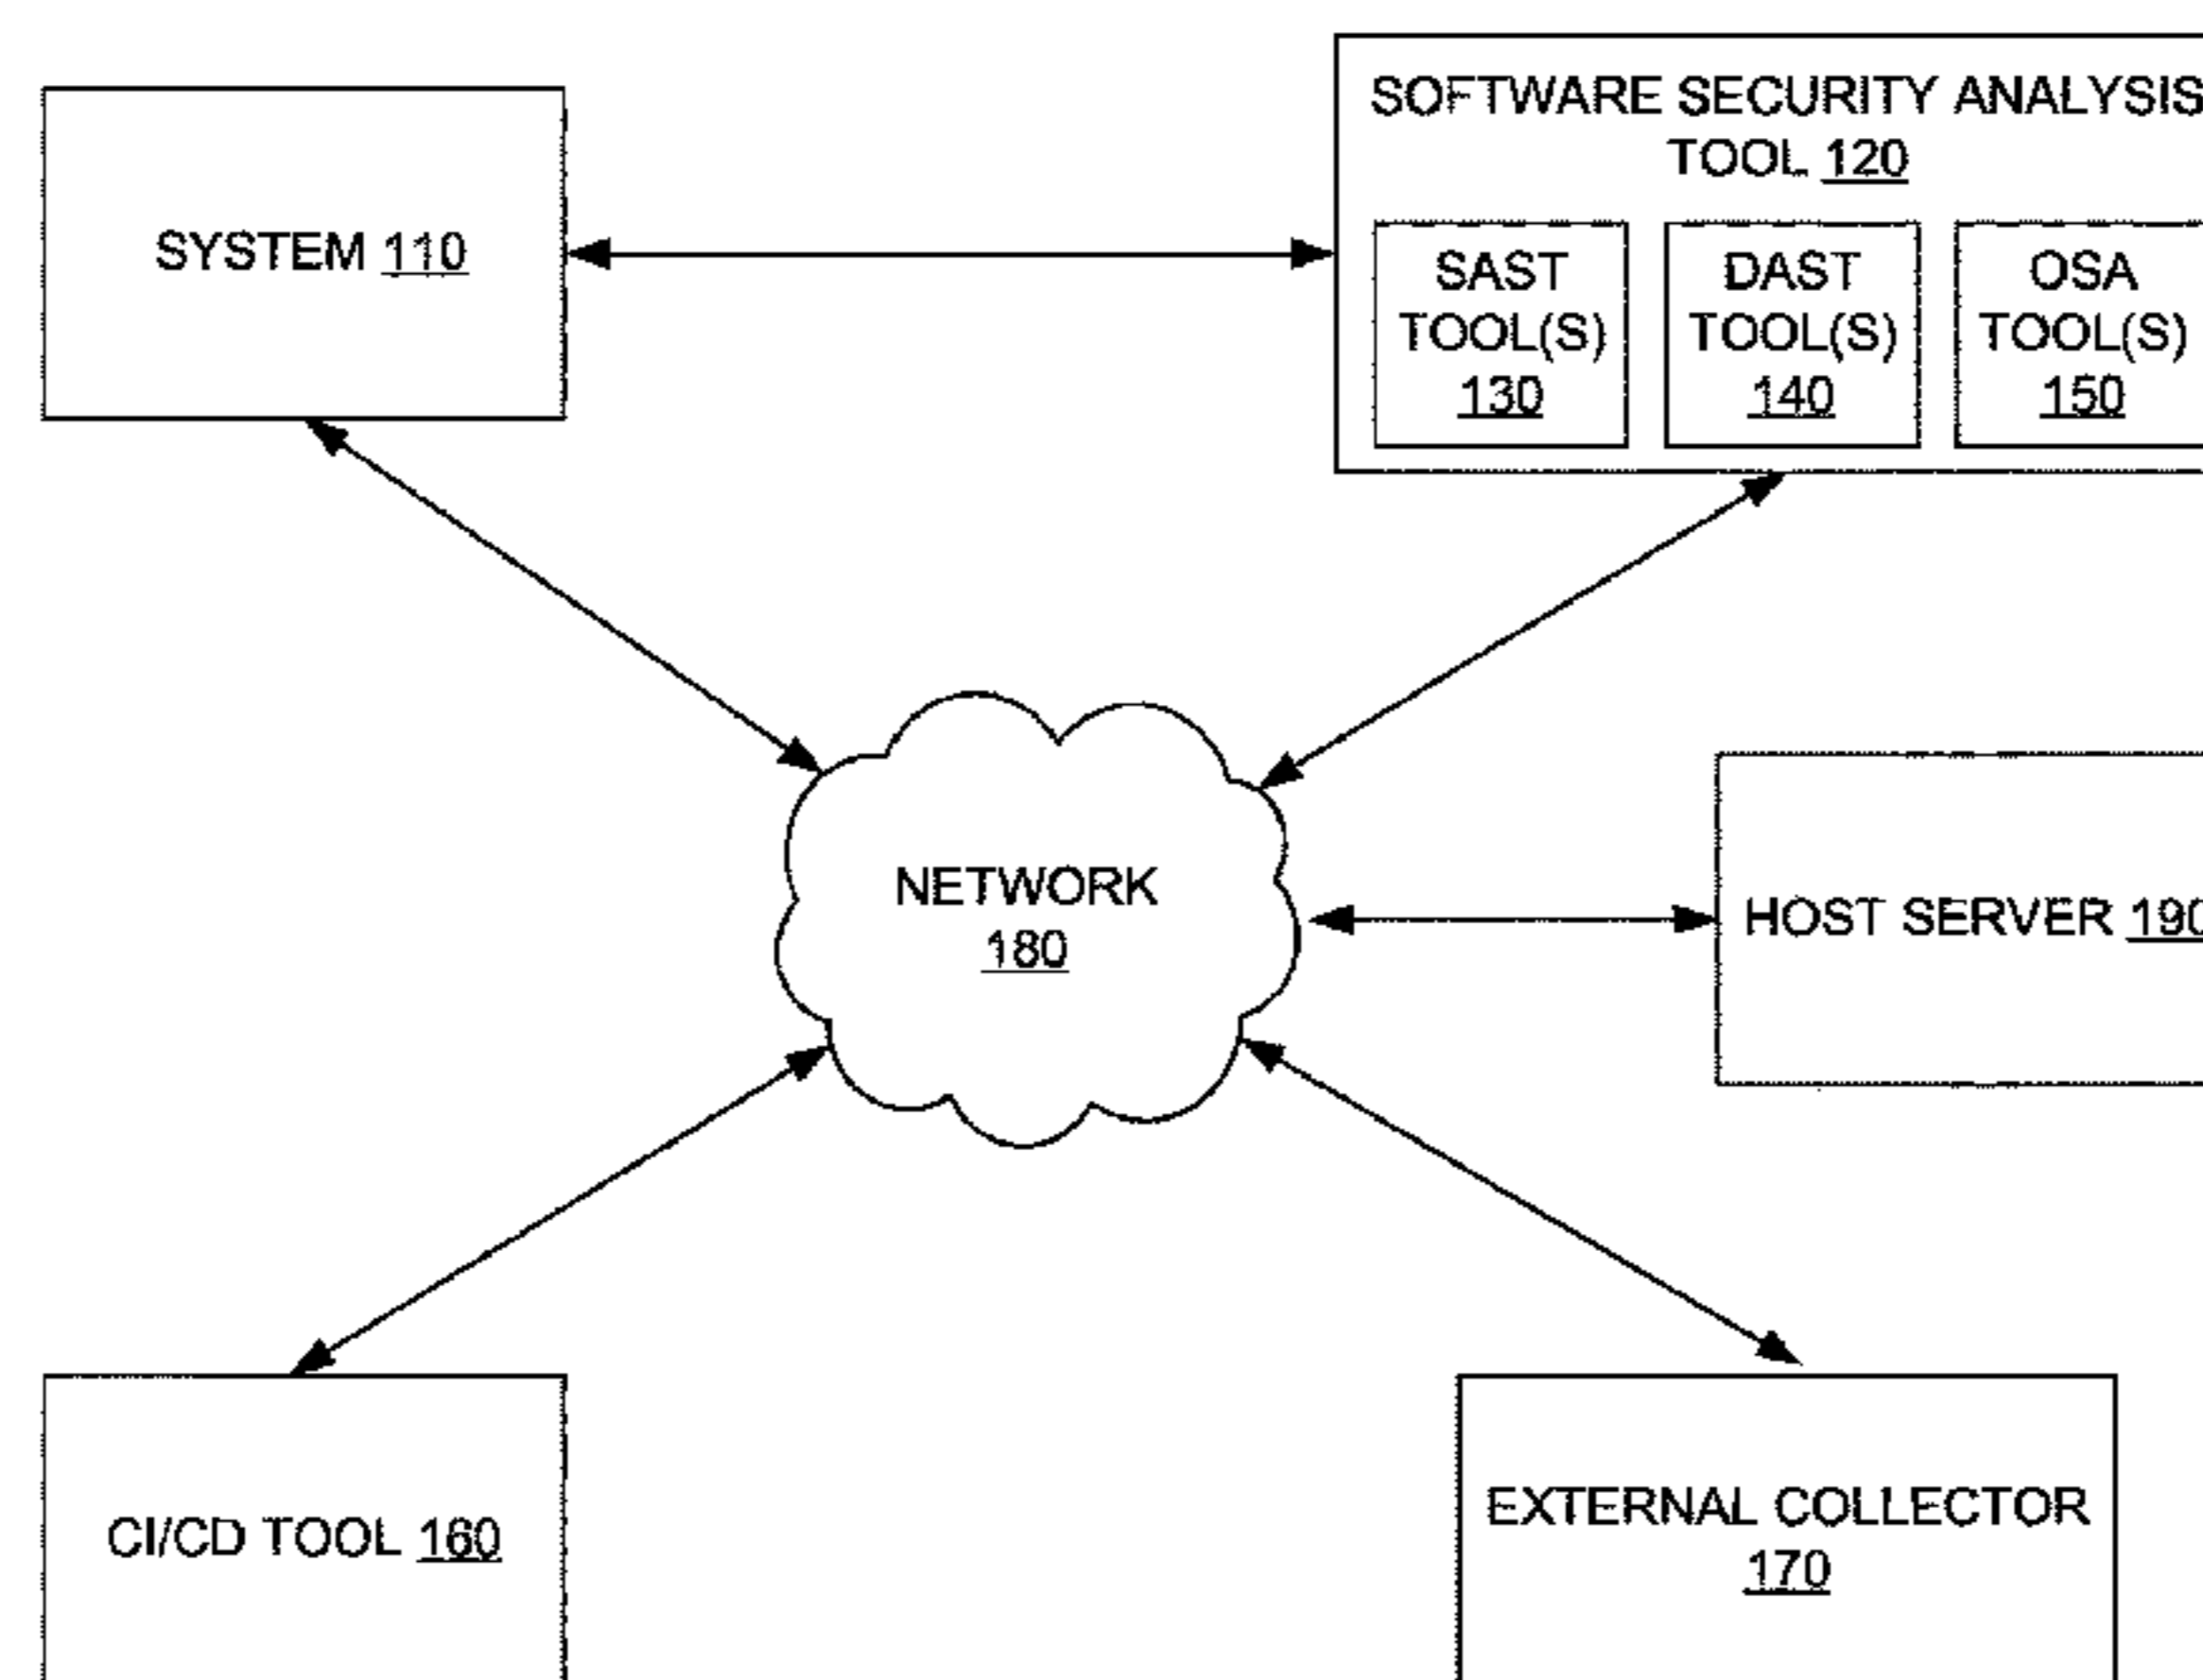 SOFTWARE SECURITY ANALYSIS
TOOL 120
SYSTEM 110
SAST
TOOL(S)
130
DAST
TOOL(S)
140
OSA
TOOL(S)
150
NETWORK
180
HOST SERVER 190
CI/CD TOOL 160
EXTERNAL COLLECTOR
170